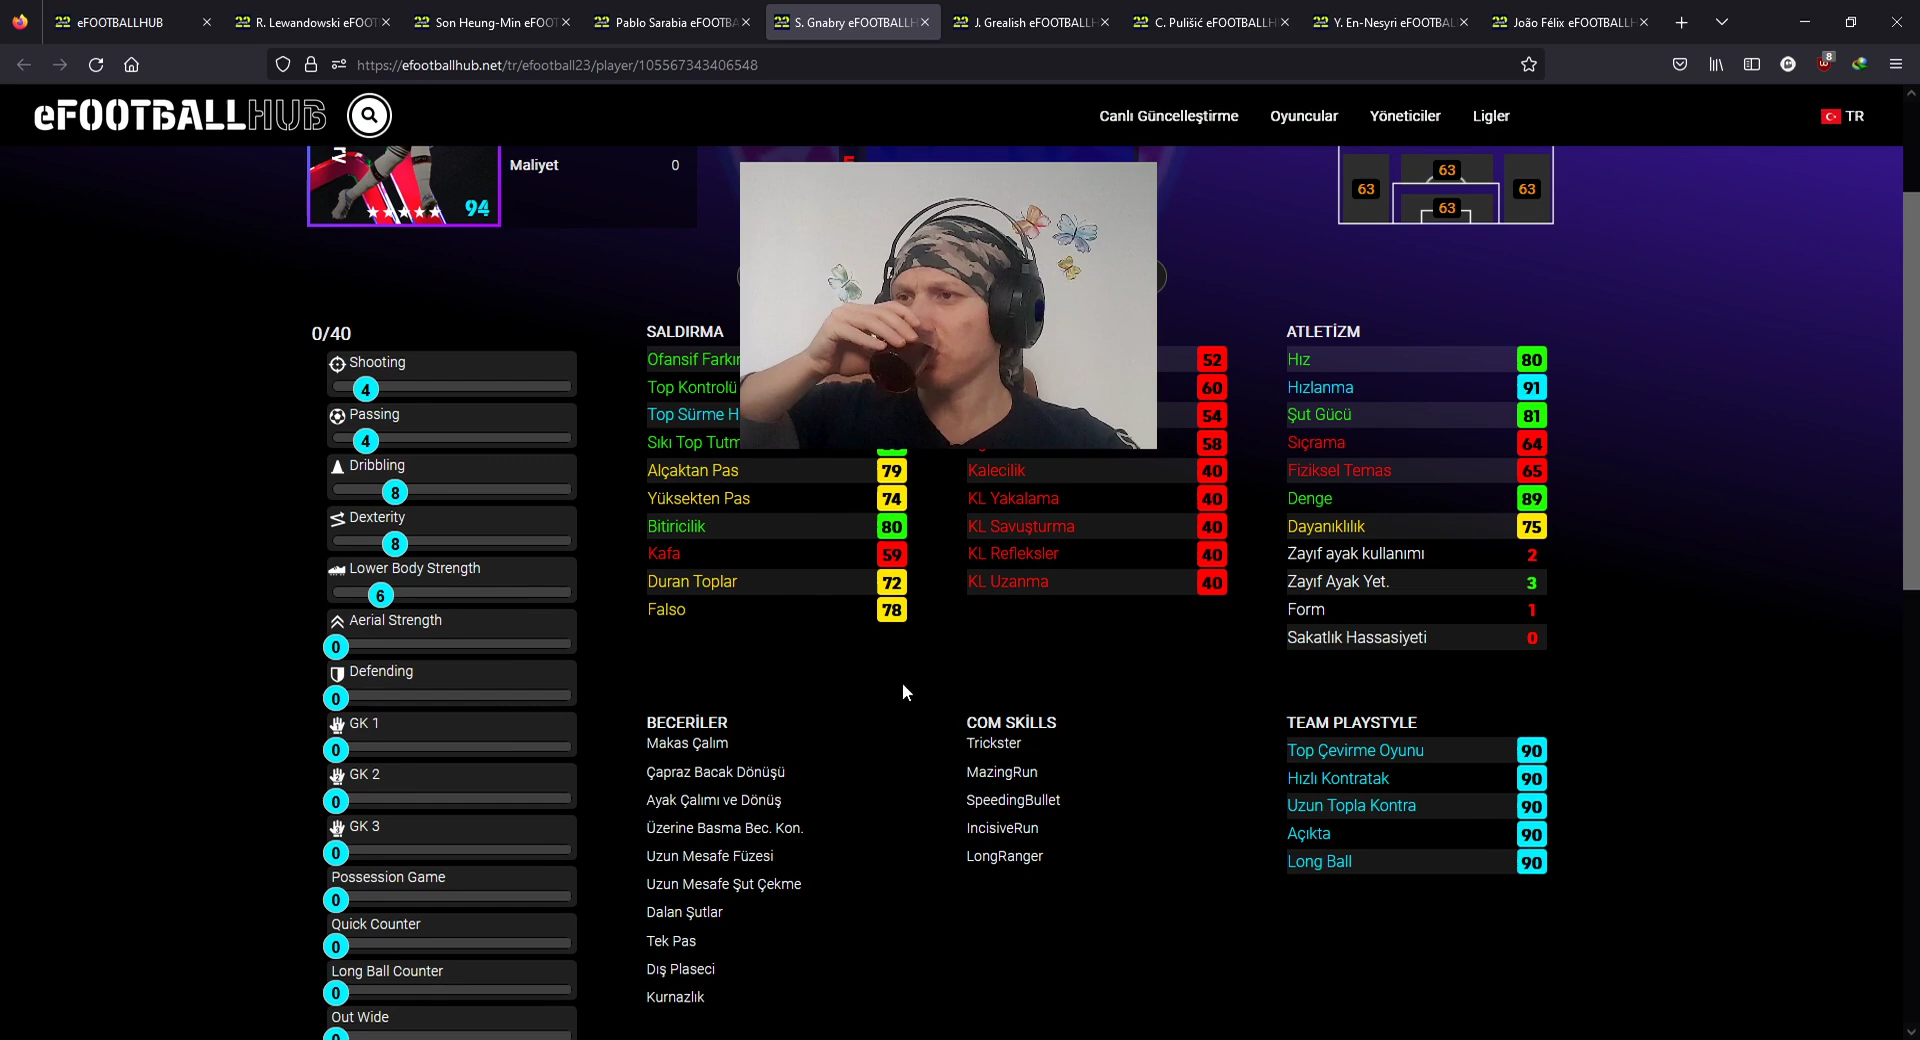 eFOOTBALLHUB
R. Lewandowski eFOOT
Son Heung-Min eFOOT
Pablo Sarabia eFOOTBA
S. Gnabry eFOOTBALLH
J. Grealish eFOOTBALLH
C. Pulišić eFOOTBALLH
Y. En-Nesyri eFOOTBAL
João Félix eFOOTBALLH
https://efootballhub.net/tr/efootball23/player/105567343406548
8
eFOOTBALLHUB
Canlı Güncelleştirme
Oyuncular
Yöneticiler
Ligler
TR
94
Maliyet 0
63
63 63
63
0/40
Shooting
4
Passing
4
Dribbling
8
Dexterity
8
Lower Body Strength
6
Aerial Strength
0
Defending
0
GK 1
0
GK 2
0
GK 3
0
Possession Game
0
Quick Counter
0
Long Ball Counter
0
Out Wide
SALDIRMA
Ofansif Farkın
Top Kontrolü
Top Sürme H
Sıkı Top Tutm
Alçaktan Pas 79
Yüksekten Pas 74
Bitiricilik 80
Kafa 59
Duran Toplar 72
Falso 78
52
60
54
58
Kalecilik 40
KL Yakalama 40
KL Savuşturma 40
KL Refleksler 40
KL Uzanma 40
ATLETİZM
Hız 80
Hızlanma 91
Şut Gücü 81
Sıçrama 64
Fiziksel Temas 65
Denge 89
Dayanıklılık 75
Zayıf ayak kullanımı 2
Zayıf Ayak Yet. 3
Form 1
Sakatlık Hassasiyeti 0
BECERİLER
Makas Çalım
Çapraz Bacak Dönüşü
Ayak Çalımı ve Dönüş
Üzerine Basma Bec. Kon.
Uzun Mesafe Füzesi
Uzun Mesafe Şut Çekme
Dalan Şutlar
Tek Pas
Dış Plaseci
Kurnazlık
COM SKİLLS
Trickster
MazingRun
SpeedingBullet
IncisiveRun
LongRanger
TEAM PLAYSTYLE
Top Çevirme Oyunu 90
Hızlı Kontratak 90
Uzun Topla Kontra 90
Açıkta 90
Long Ball 90